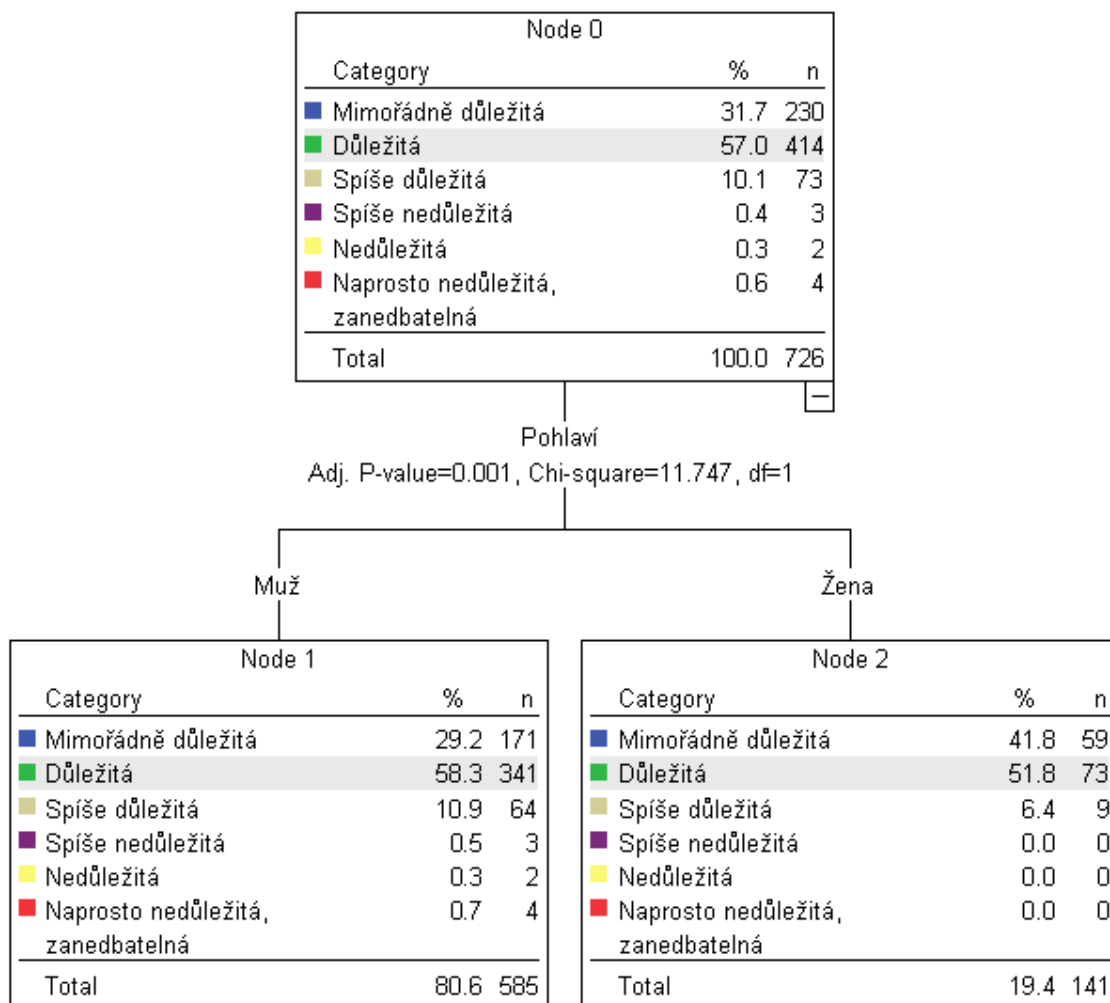 Node 0
Category % n
Mimořádně důležitá 31.7 230
Důležitá 57.0 414
Spíše důležitá 10.1 73
Spíše nedůležitá 0.4 3
Nedůležitá 0.3 2
Naprosto nedůležitá, 0.6 4
zanedbatelná
Total 100.0 726
Pohlaví
Adj. P-value=0.001, Chi-square=11.747, df=1
Muž
Žena
Node 1
Category % n
Mimořádně důležitá 29.2 171
Důležitá 58.3 341
Spíše důležitá 10.9 64
Spíše nedůležitá 0.5 3
Nedůležitá 0.3 2
Naprosto nedůležitá, 0.7 4
zanedbatelná
Total 80.6 585
Node 2
Category % n
Mimořádně důležitá 41.8 59
Důležitá 51.8 73
Spíše důležitá 6.4 9
Spíše nedůležitá 0.0 0
Nedůležitá 0.0 0
Naprosto nedůležitá, 0.0 0
zanedbatelná
Total 19.4 141